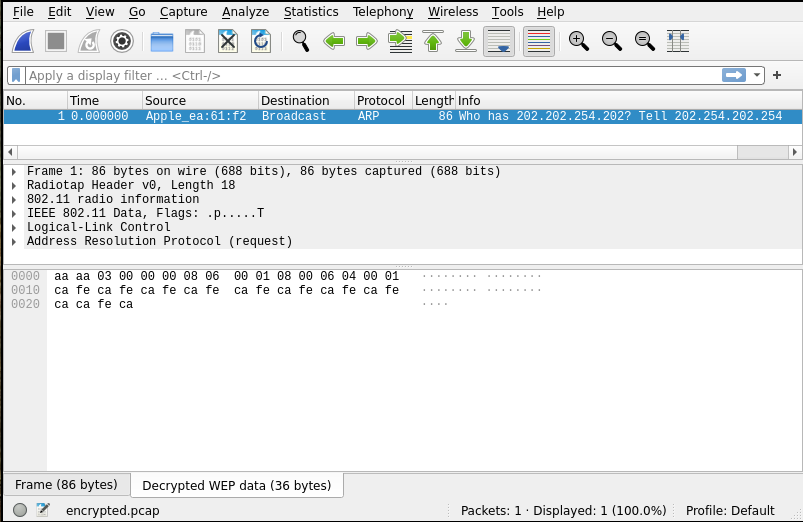 File Edit View Go Capture Analyze Statistics Telephony Wireless Tools Help
Apply a display filter … <Ctrl-/>
No. Time Source Destination Protocol Length Info
1 0.000000 Apple_ea:61:f2 Broadcast ARP 86 Who has 202.202.254.202? Tell 202.254.202.254
Frame 1: 86 bytes on wire (688 bits), 86 bytes captured (688 bits)
Radiotap Header v0, Length 18
802.11 radio information
IEEE 802.11 Data, Flags: .p.....T
Logical-Link Control
Address Resolution Protocol (request)
0000 aa aa 03 00 00 00 08 06 00 01 08 00 06 04 00 01 ········ ········
0010 ca fe ca fe ca fe ca fe ca fe ca fe ca fe ca fe ········ ········
0020 ca ca fe ca ····
Frame (86 bytes) Decrypted WEP data (36 bytes)
encrypted.pcap Packets: 1 · Displayed: 1 (100.0%) Profile: Default